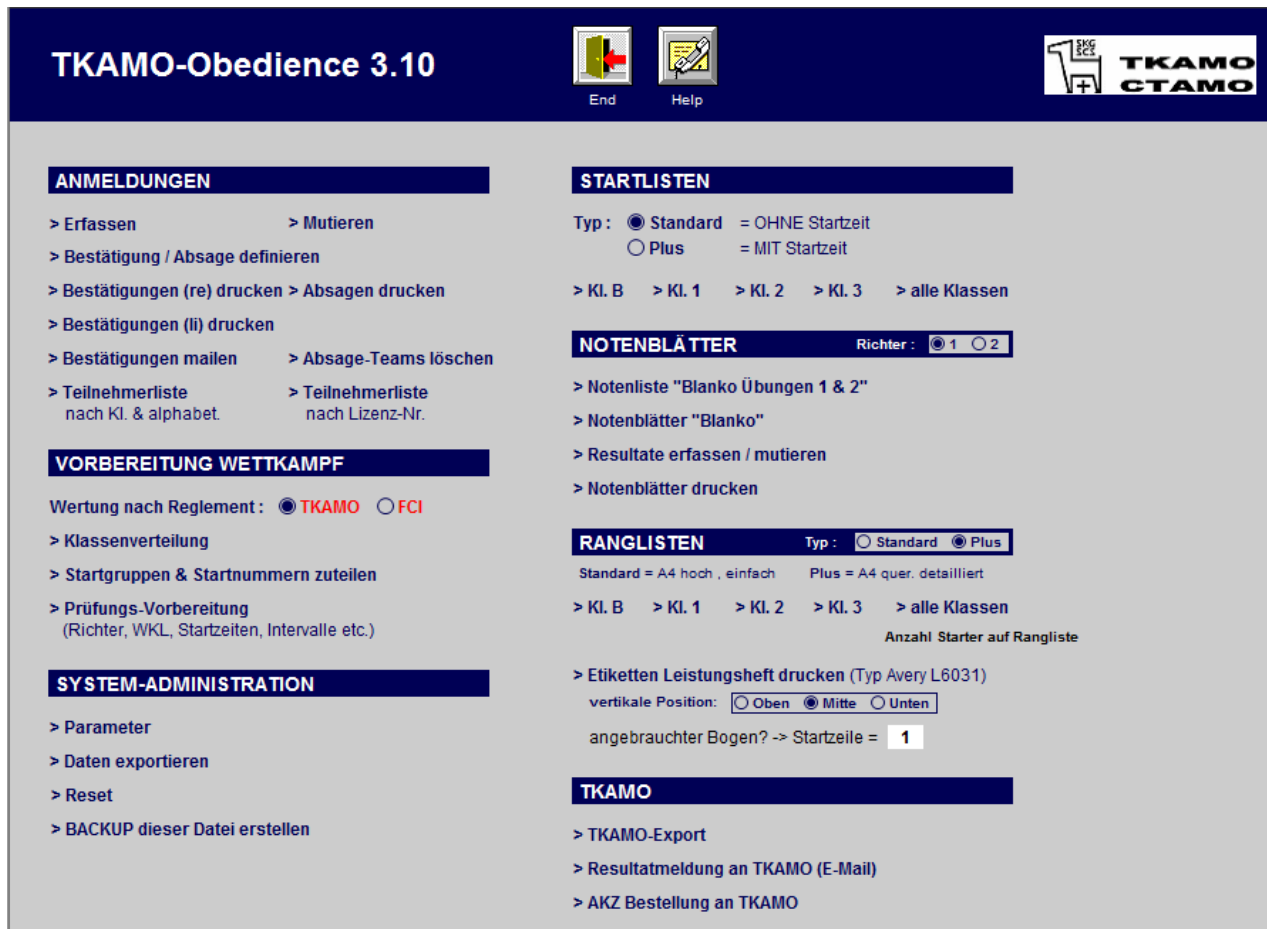 TKAMO-Obedience 3.10
End
Help
SKG
SCS
TKAMO
CTAMO
ANMELDUNGEN
> Erfassen > Mutieren
> Bestätigung / Absage definieren
> Bestätigungen (re) drucken > Absagen drucken
> Bestätigungen (li) drucken
> Bestätigungen mailen > Absage-Teams löschen
> Teilnehmerliste > Teilnehmerliste
nach Kl. & alphabet. nach Lizenz-Nr.
VORBEREITUNG WETTKAMPF
Wertung nach Reglement : TKAMO FCI
> Klassenverteilung
> Startgruppen & Startnummern zuteilen
> Prüfungs-Vorbereitung
(Richter, WKL, Startzeiten, Intervalle etc.)
SYSTEM-ADMINISTRATION
> Parameter
> Daten exportieren
> Reset
> BACKUP dieser Datei erstellen
STARTLISTEN
Typ : Standard = OHNE Startzeit
Plus = MIT Startzeit
> Kl. B > Kl. 1 > Kl. 2 > Kl. 3 > alle Klassen
NOTENBLÄTTER Richter : 1 2
> Notenliste "Blanko Übungen 1 & 2"
> Notenblätter "Blanko"
> Resultate erfassen / mutieren
> Notenblätter drucken
RANGLISTEN Typ : Standard Plus
Standard = A4 hoch , einfach Plus = A4 quer. detailliert
> Kl. B > Kl. 1 > Kl. 2 > Kl. 3 > alle Klassen
Anzahl Starter auf Rangliste
> Etiketten Leistungsheft drucken (Typ Avery L6031)
vertikale Position: Oben Mitte Unten
angebrauchter Bogen? -> Startzeile = 1
TKAMO
> TKAMO-Export
> Resultatmeldung an TKAMO (E-Mail)
> AKZ Bestellung an TKAMO